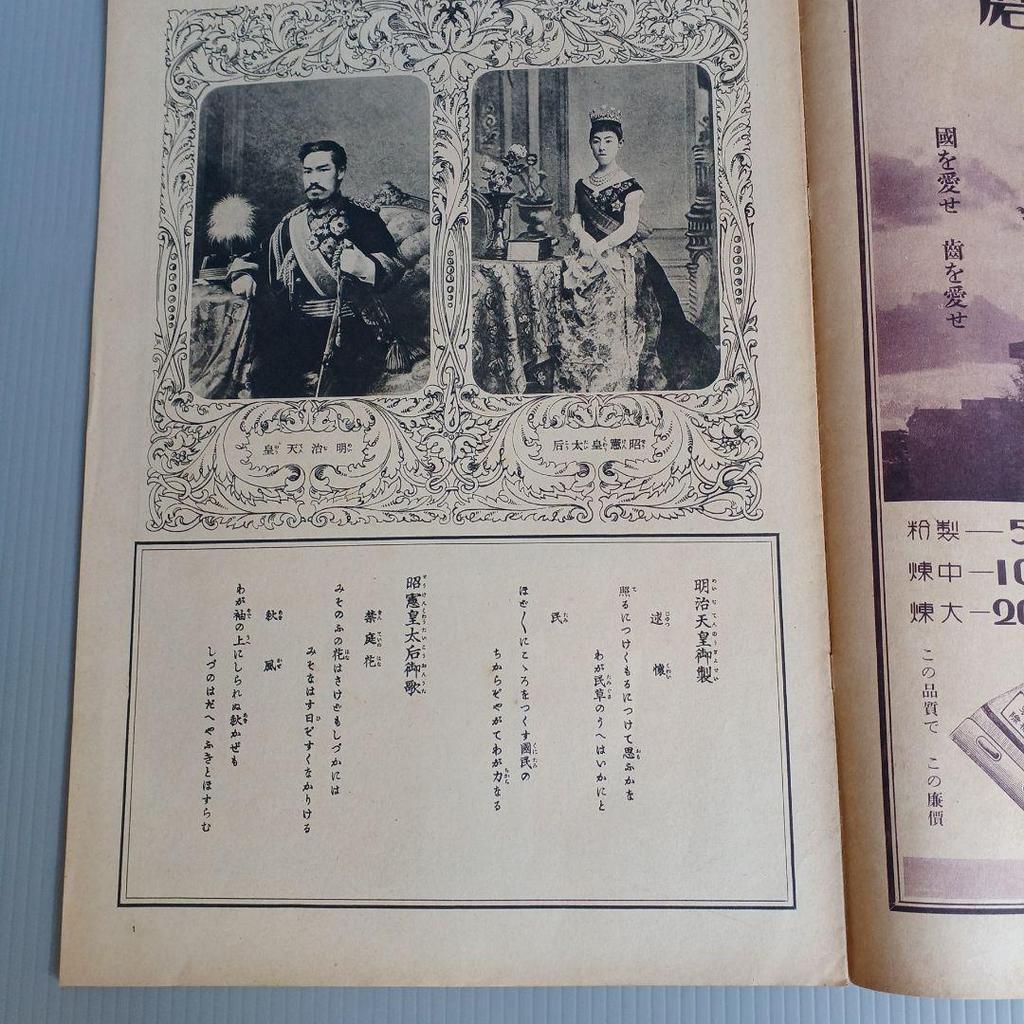 昭憲皇太后
明治天皇
明治天皇御製
述懷
照るにつけくもるにつけて思ふかな
わが民草のうへはいかにと
民
ほど〱にこゝろをつくす國民の
ちからぞやがてわが力なる
昭憲皇太后御歌
禁庭花
みそのふの花はさけどもしづかには
みそなはす日ぞすくなかりける
秋風
わが袖の上にしられぬ秋かぜも
しづのはだへやふきとほすらむ
1
國を愛せ 齒を愛せ
粉製—5
煉中—10
煉大—20
この品質で この廉價